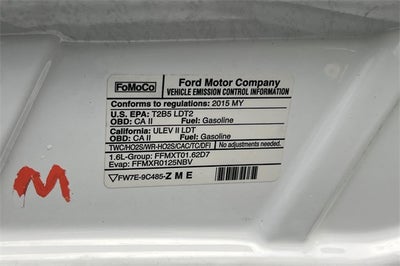 FoMoCo
Ford Motor Company
VEHICLE EMISSION CONTROL INFORMATION
Conforms to regulations: 2015 MY
U.S. EPA: T2B5 LDT2
OBD: CA II Fuel: Gasoline
California: ULEV II LDT
OBD: CA II Fuel: Gasoline
TWC/HO2S/WR-HO2S/CAC/TC/DFI No adjustments needed.
1.6L-Group: FFMXT01.62D7
Evap: FFMXR0125NBV
FW7E-9C485-ZME
M